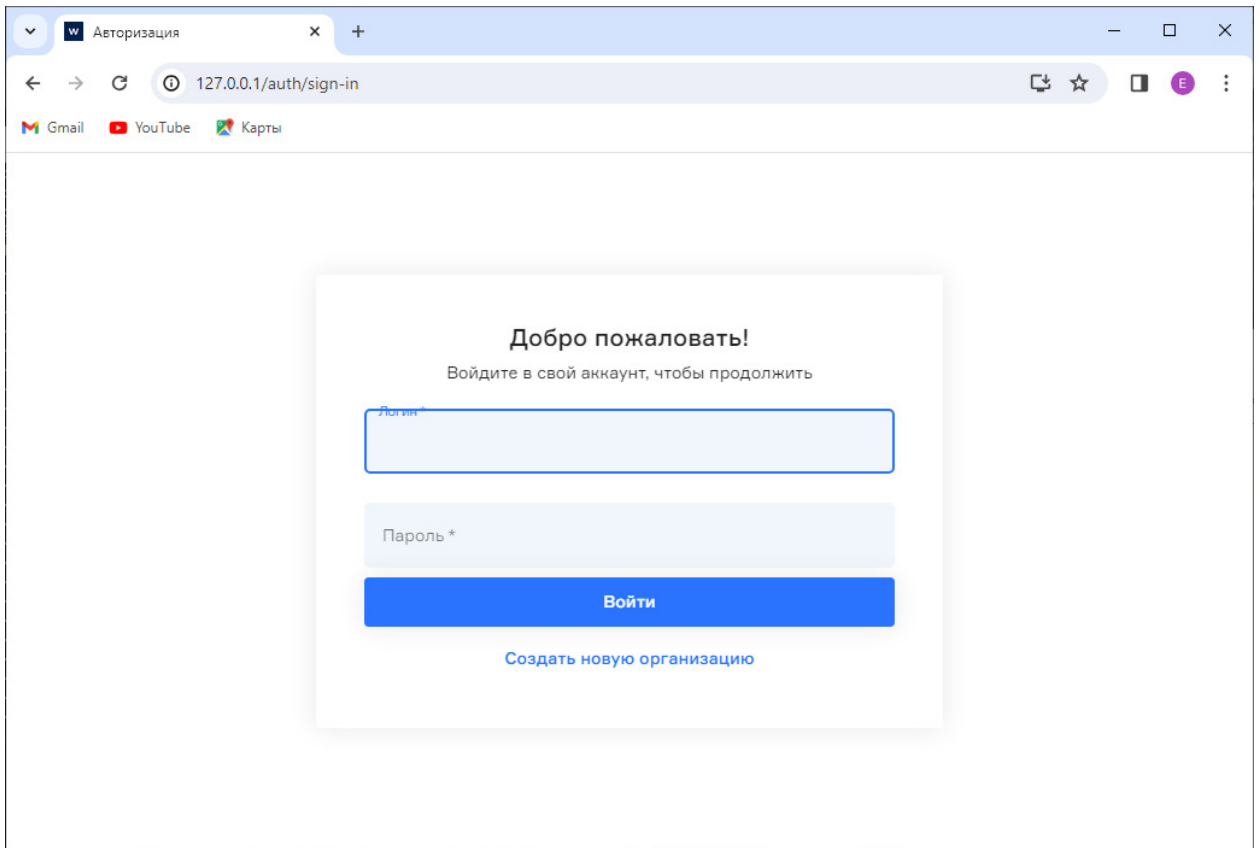 w Авторизация
127.0.0.1/auth/sign-in
E
Gmail YouTube Карты
Добро пожаловать!
Войдите в свой аккаунт, чтобы продолжить
Логин *
Пароль *
Войти
Создать новую организацию